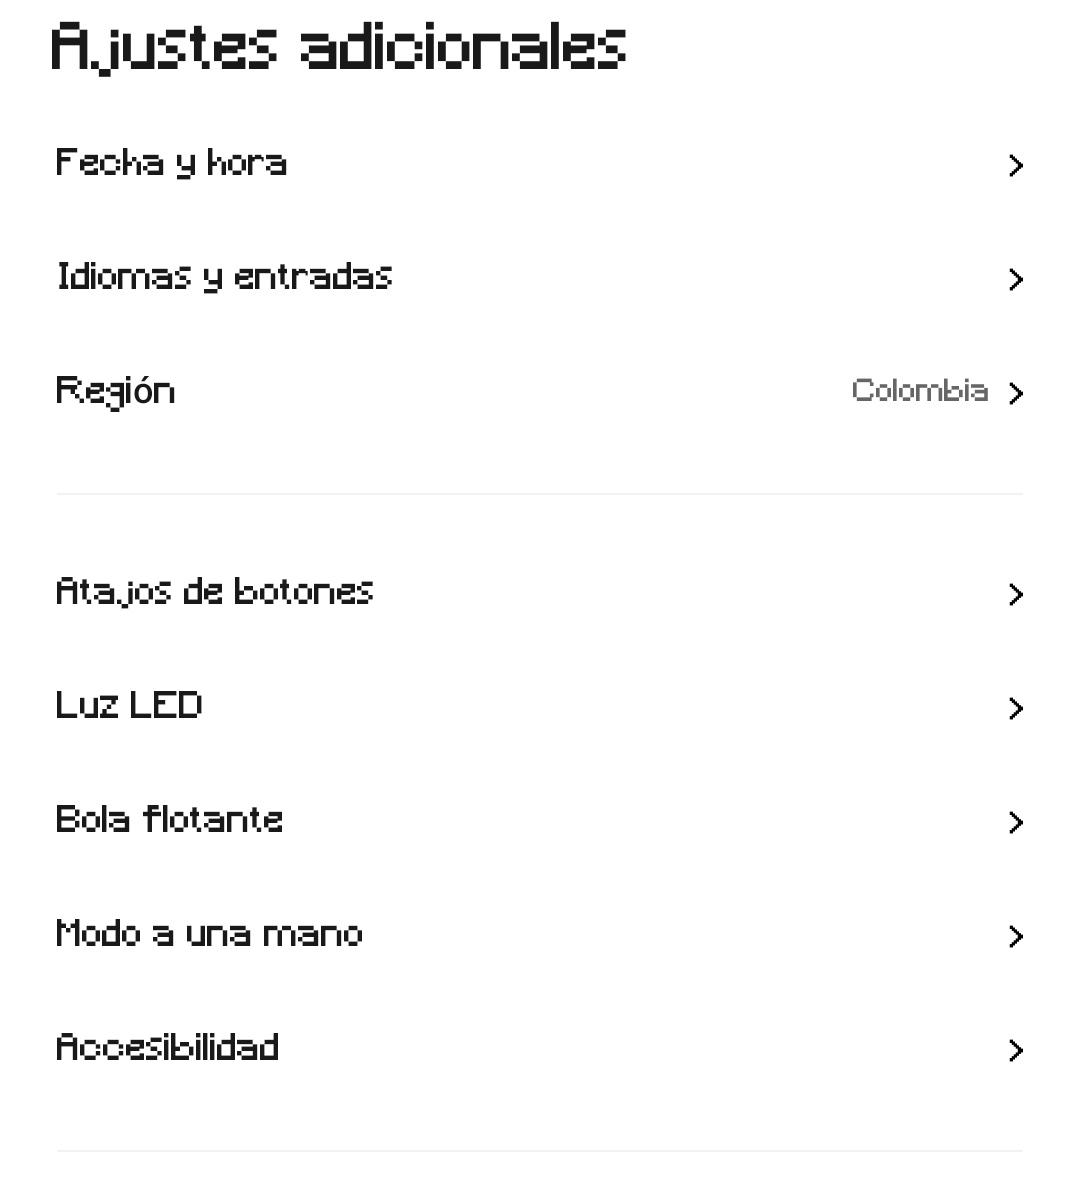 Ajustes adicionales
Fecha y hora
Idiomas y entradas
Región
Colombia
Atajos de botones
Luz LED
Bola flotante
Modo a una mano
Accesibilidad